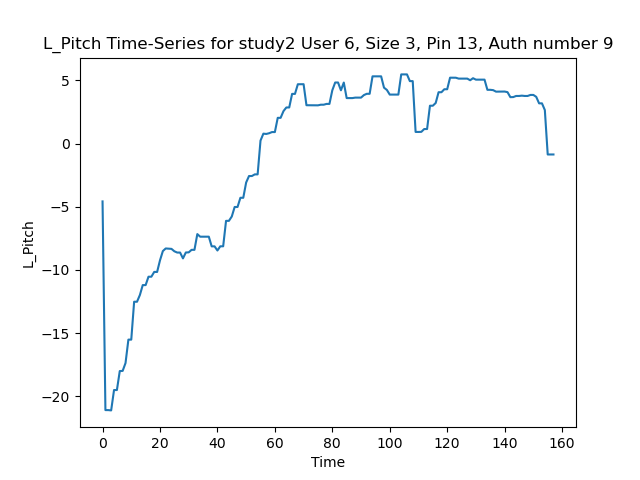 L_Pitch Time-Series for study2 User 6, Size 3, Pin 13, Auth number 9
5
0
−5
−10
−15
−20
L_Pitch
0 20 40 60 80 100 120 140 160
Time